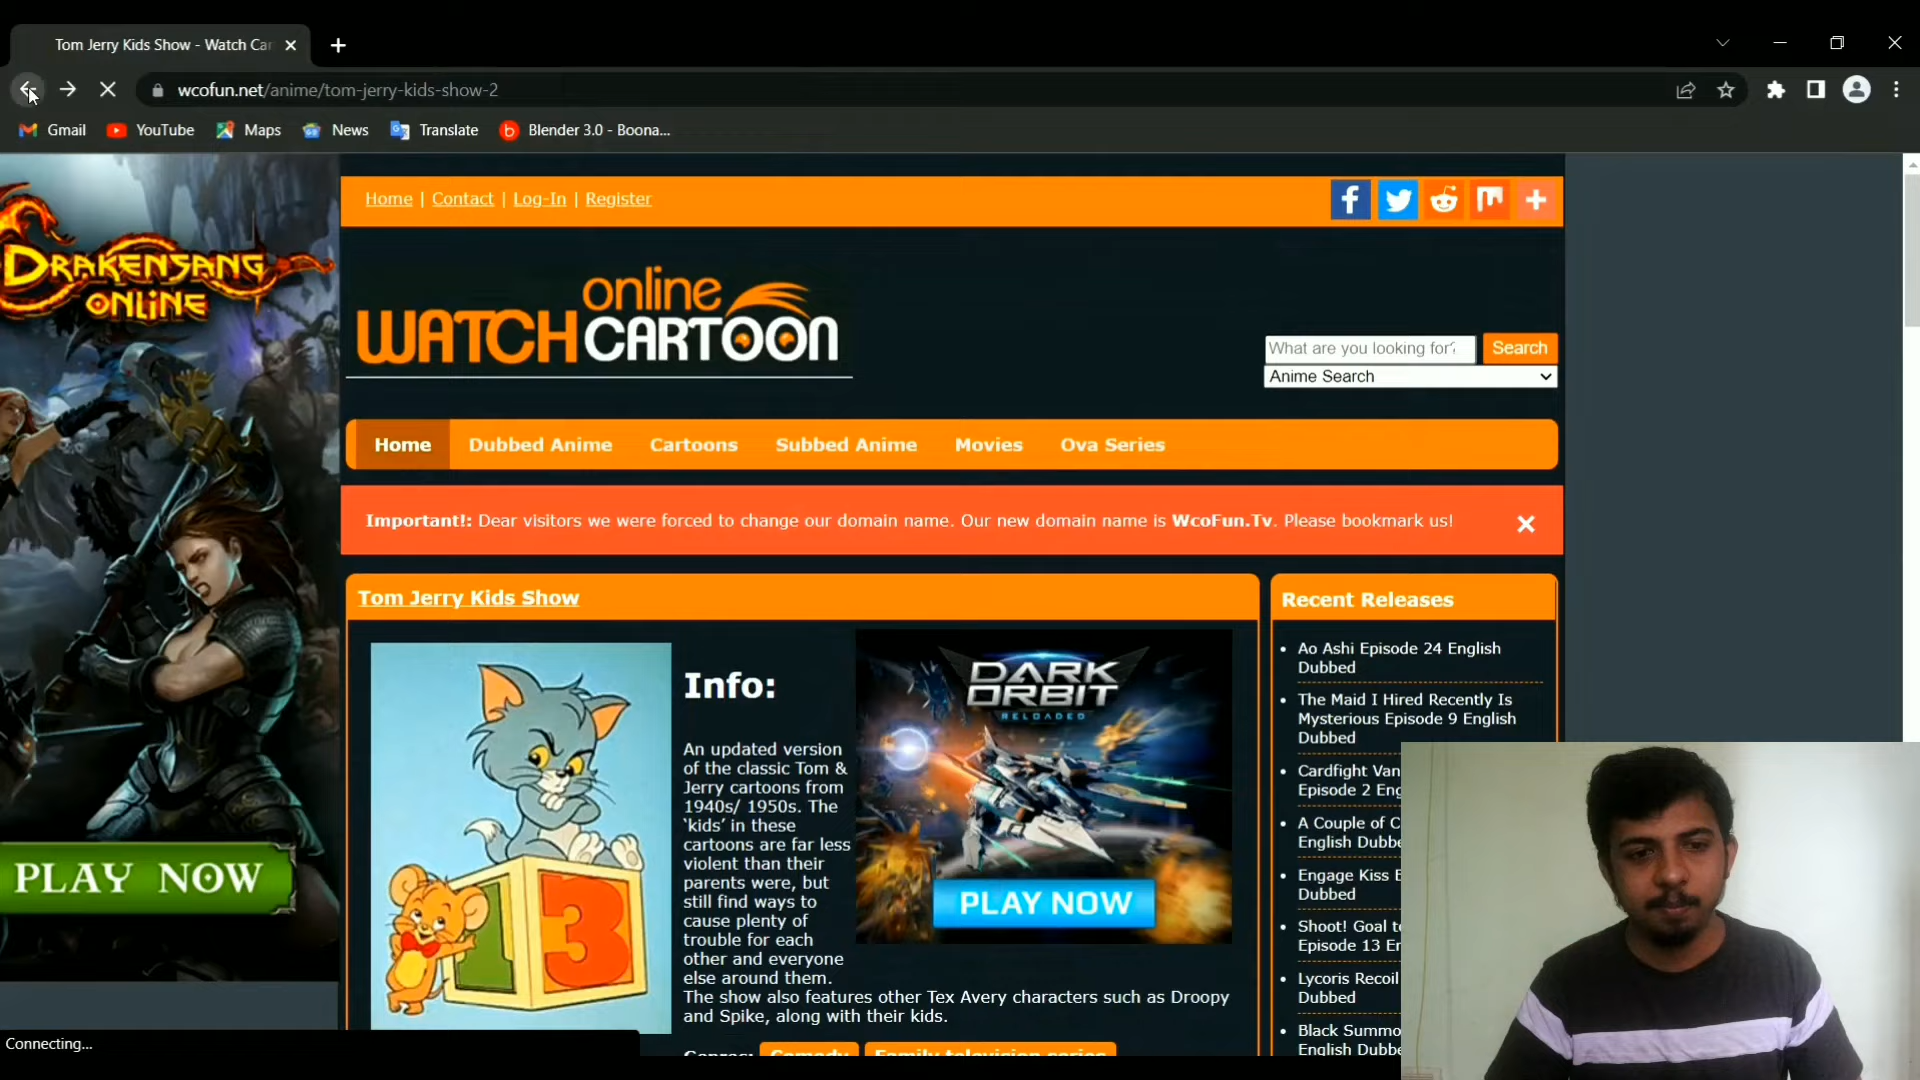 Tom Jerry Kids Show - Watch Car
wcofun.net/anime/tom-jerry-kids-show-2
Gmail
YouTube
Maps
News
Translate
Blender 3.0 - Boona...
DRAKENSANG
ONLINE
PLAY NOW
Home | Contact | Log-In | Register
online
WATCH CARTOON
What are you looking for?
Search
Anime Search
Home
Dubbed Anime
Cartoons
Subbed Anime
Movies
Ova Series
Important!: Dear visitors we were forced to change our domain name. Our new domain name is WcoFun.Tv. Please bookmark us!
Tom Jerry Kids Show
1 3
Info:
An updated version
of the classic Tom &
Jerry cartoons from
1940s/ 1950s. The
'kids' in these
cartoons are far less
violent than their
parents were, but
still find ways to
cause plenty of
trouble for each
other and everyone
else around them.
The show also features other Tex Avery characters such as Droopy
and Spike, along with their kids.
Genres: Comedy Family television series
DARK
ORBIT
RELOADED
PLAY NOW
Recent Releases
Ao Ashi Episode 24 English
Dubbed
The Maid I Hired Recently Is
Mysterious Episode 9 English
Dubbed
Cardfight Van
Episode 2 Eng
A Couple of C
English Dubbe
Engage Kiss E
Dubbed
Shoot! Goal to
Episode 13 En
Lycoris Recoil
Dubbed
Black Summo
English Dubbe
Connecting...